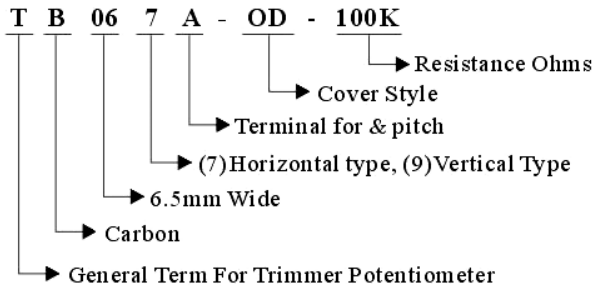 T B 06 7 A - OD - 100K
Resistance Ohms
Cover Style
Terminal for & pitch
(7)Horizontal type, (9)Vertical Type
6.5mm Wide
Carbon
General Term For Trimmer Potentiometer